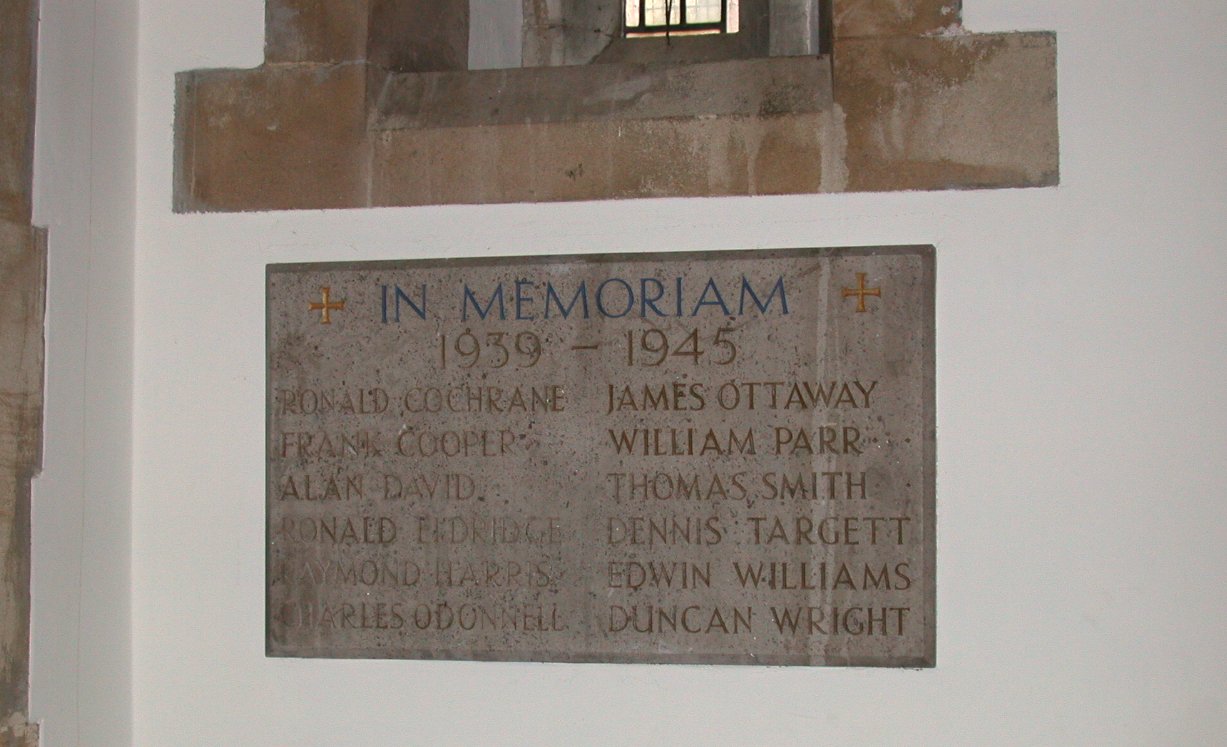 IN MEMORIAM
1939 – 1945
RONALD COCHRANE
FRANK COOPER
ALAN DAVID
RONALD ELDRIDGE
RAYMOND HARRIS
CHARLES ODONNELL
JAMES OTTAWAY
WILLIAM PARR
THOMAS SMITH
DENNIS TARGETT
EDWIN WILLIAMS
DUNCAN WRIGHT